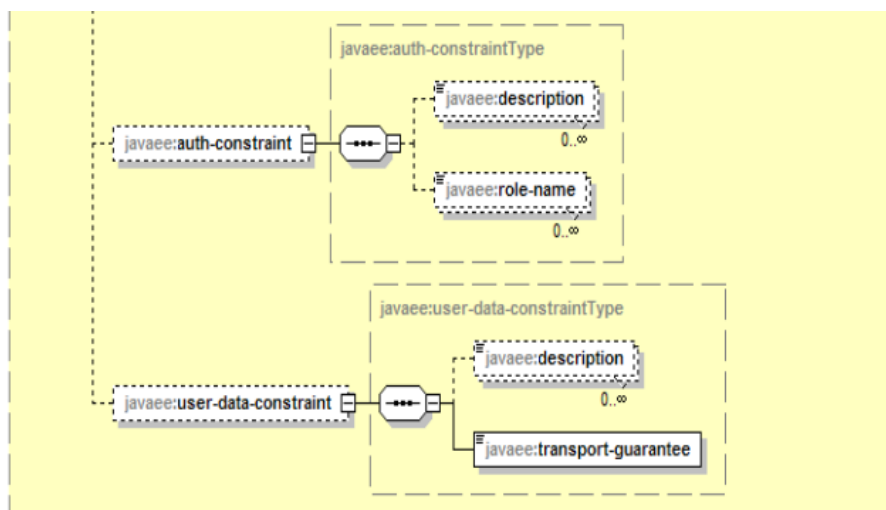 javaee:auth-constraintType
javaee:description
0..∞
javaee:auth-constraint
javaee:role-name
0..∞
javaee:user-data-constraintType
javaee:description
0..∞
javaee:user-data-constraint
javaee:transport-guarantee